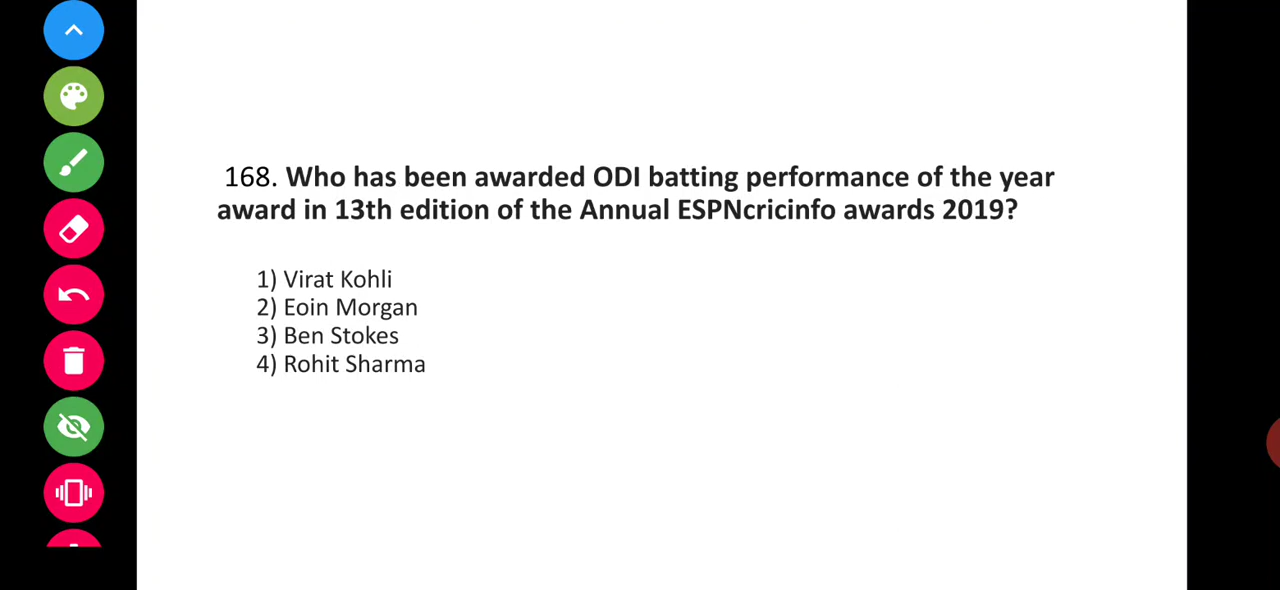 168. Who has been awarded ODI batting performance of the year
award in 13th edition of the Annual ESPNcricinfo awards 2019?
1) Virat Kohli
2) Eoin Morgan
3) Ben Stokes
4) Rohit Sharma